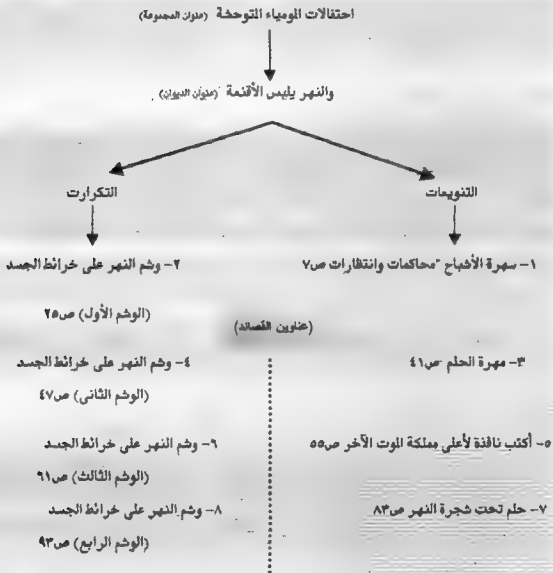 احتفالات المومياء المتوحشة (عنوان المجموعة)
والنهر يلبس الأقنعة (عنوان الديوان)
التنويعات
التكرارت
١- سهرة الأشباح "محاكمات وانتظارات ص٧
٢- وشم النهر على خرائط الجسد
(الوشم الأول) ص٢٥
(عناوين القصائد)
٣- مهرة الحلم ص٤١
٤- وشم النهر على خرائط الجسد
(الوشم الثانى) ص٤٧
٥- أكتب نافذة لأعلى مملكة الموت الآخر ص٥٥
٦- وشم النهر على خرائط الجسد
(الوشم الثالث) ص٦١
٧- حلم تحت شجرة النهر ص٨٣
٨- وشم النهر على خرائط الجسد
(الوشم الرابع) ص٩٣